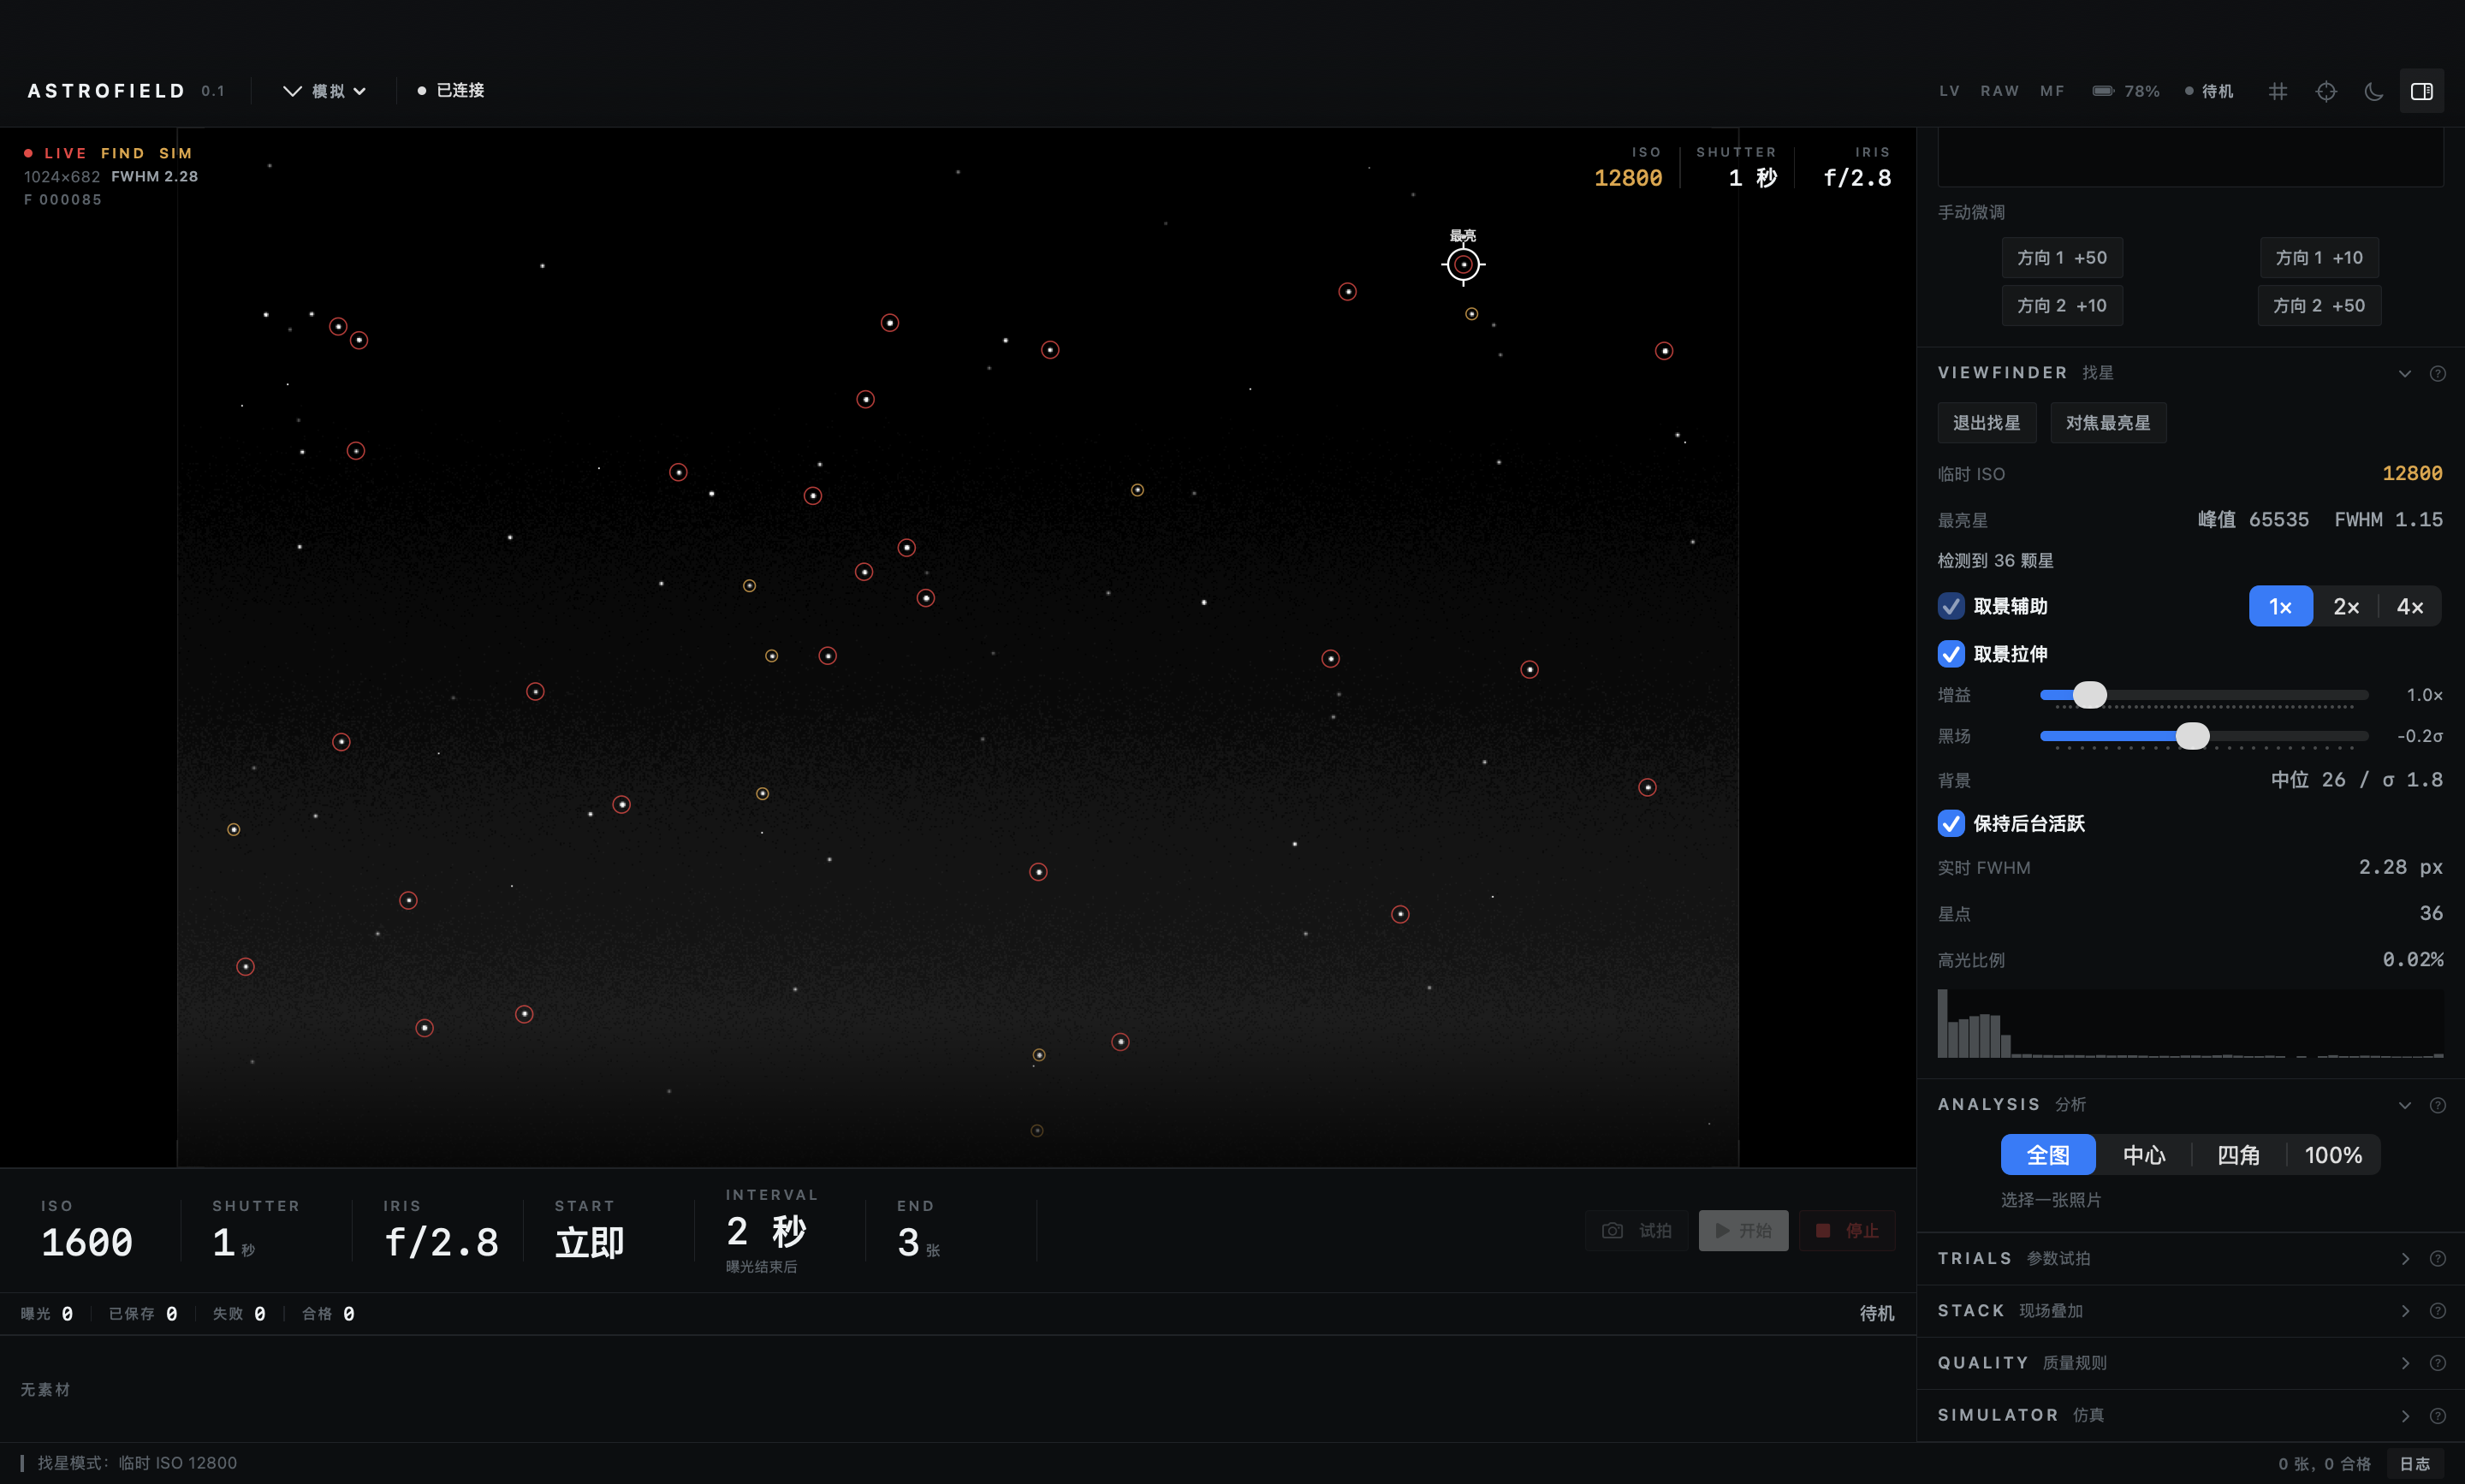 ASTROFIELD 0.1 模拟 已连接 LV RAW MF 78% 待机
LIVE FIND SIM
1024×682 FWHM 2.28
F 000085
ISO SHUTTER IRIS
12800 1 秒 f/2.8
最亮
手动微调
方向 1 +50 方向 1 +10
方向 2 +10 方向 2 +50
VIEWFINDER 找星
退出找星 对焦最亮星
临时 ISO 12800
最亮星 峰值 65535 FWHM 1.15
检测到 36 颗星
取景辅助 1× 2× 4×
取景拉伸
增益 1.0×
黑场 -0.2σ
背景 中位 26 / σ 1.8
保持后台活跃
实时 FWHM 2.28 px
星点 36
高光比例 0.02%
ANALYSIS 分析
全图 中心 四角 100%
选择一张照片
TRIALS 参数试拍
STACK 现场叠加
QUALITY 质量规则
SIMULATOR 仿真
ISO SHUTTER IRIS START INTERVAL END
1600 1 秒 f/2.8 立即 2 秒 3 张
曝光结束后
试拍 开始 停止
曝光 0 已保存 0 失败 0 合格 0 待机
无素材
找星模式：临时 ISO 12800 0 张，0 合格 日志